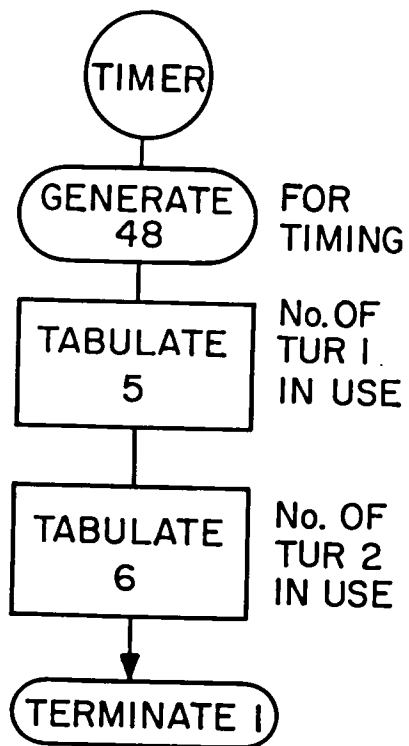 TIMER
GENERATE
48
FOR
TIMING
TABULATE
5
No. OF
TUR 1
IN USE
TABULATE
6
No. OF
TUR 2
IN USE
TERMINATE 1